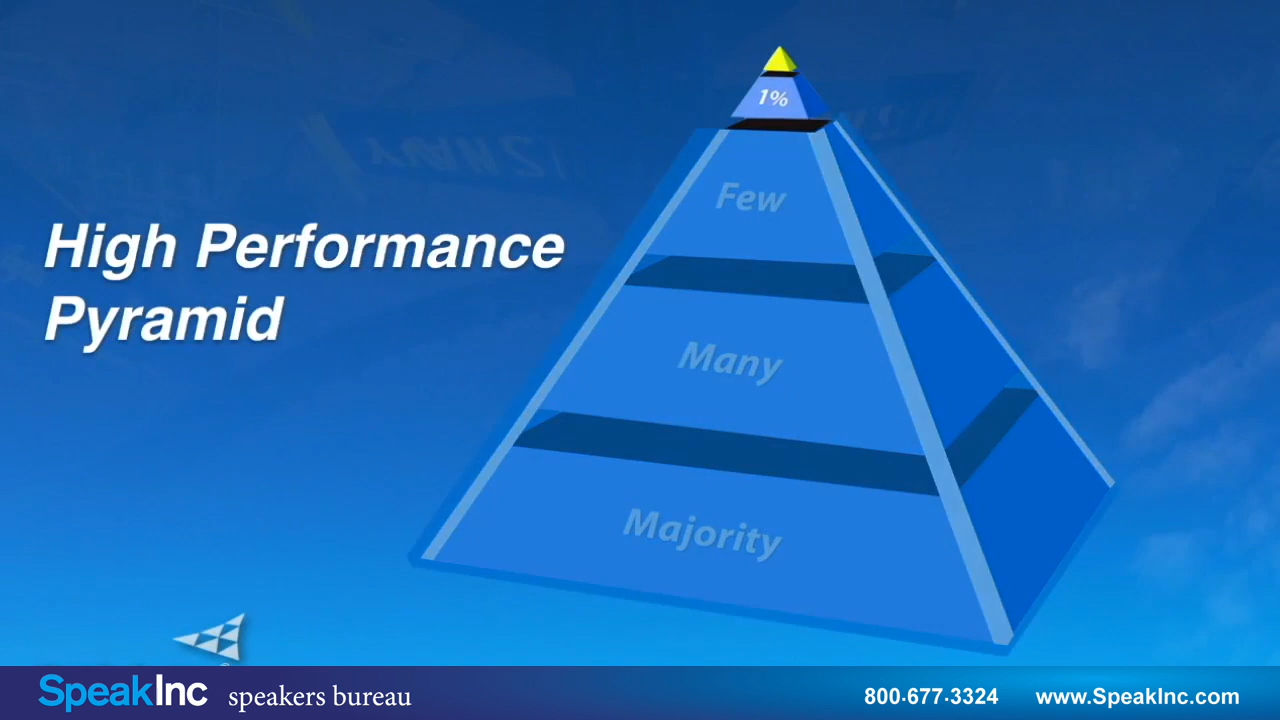 High Performance
Pyramid
1%
Few
Many
Majority
SpeakInc speakers bureau
800-677-3324 www.SpeakInc.com